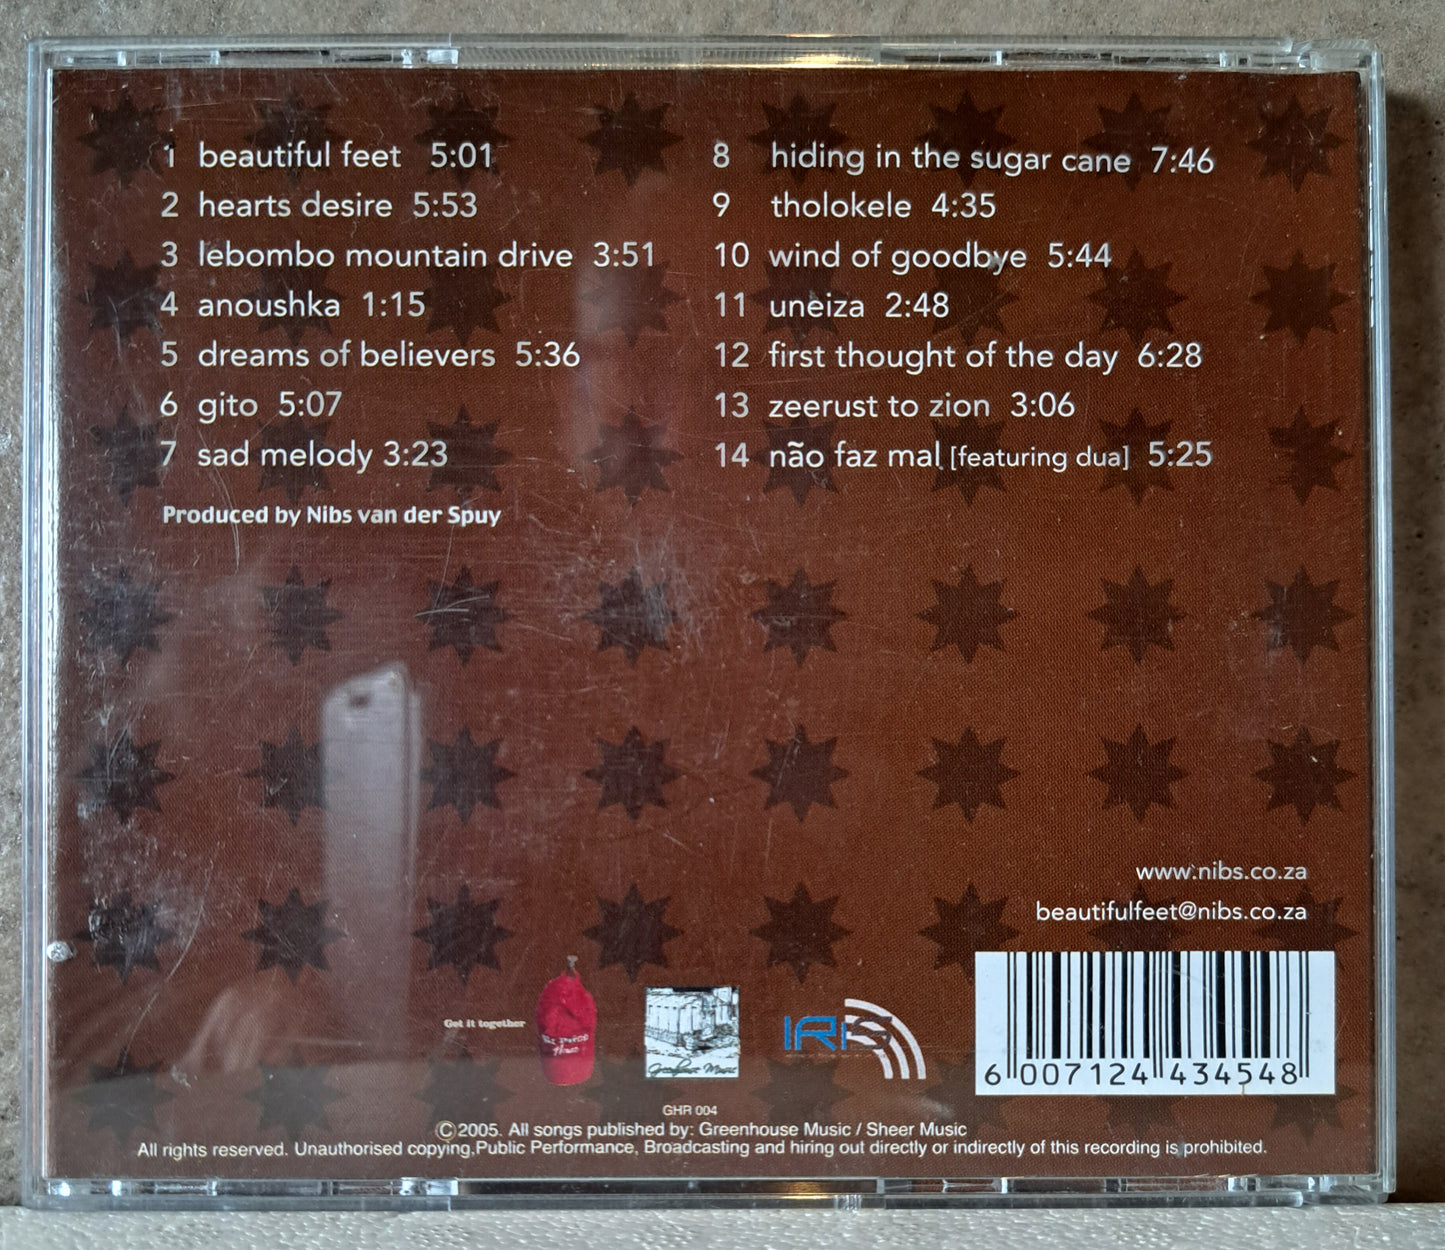 1 beautiful feet 5:01
2 hearts desire 5:53
3 lebombo mountain drive 3:51
4 anoushka 1:15
5 dreams of believers 5:36
6 gito 5:07
7 sad melody 3:23
Produced by Nibs van der Spuy
8 hiding in the sugar cane 7:46
9 tholokele 4:35
10 wind of goodbye 5:44
11 uneiza 2:48
12 first thought of the day 6:28
13 zeerust to zion 3:06
14 não faz mal [featuring dua] 5:25
www.nibs.co.za
beautifulfeet@nibs.co.za
Get it together
Greenhouse Music
IRIS
6 007124 434548
GHR 004
©2005. All songs published by: Greenhouse Music / Sheer Music
All rights reserved. Unauthorised copying,Public Performance, Broadcasting and hiring out directly or indirectly of this recording is prohibited.